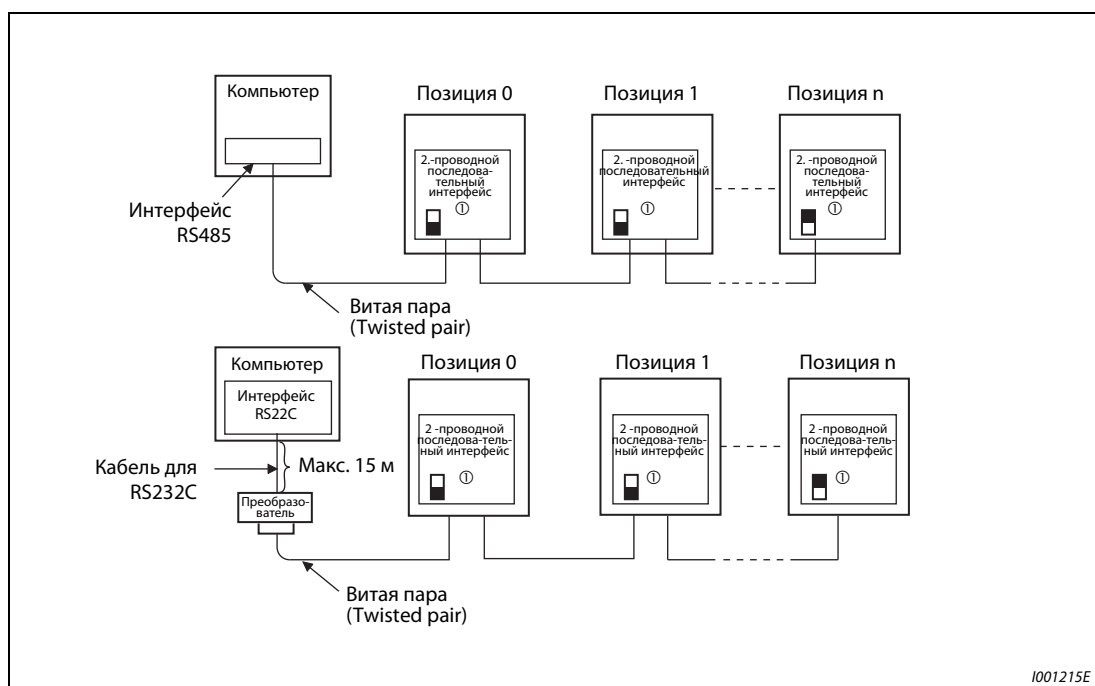 Компьютер
Позиция 0
Позиция 1
Позиция n
2.-проводной
последова-
тельный
интерфейс
①
2. -проводной
последовательный
интерфейс
①
2. -проводной
последова-
тельный
интерфейс
①
Интерфейс
RS485
Витая пара
(Twisted pair)
Компьютер
Позиция 0
Позиция 1
Позиция n
Интерфейс
RS22C
2 -проводной
последова-тель-
ный интерфейс
①
2 -проводной
последова-тель-
ный интерфейс
①
2 -проводной
последова-тель-
ный интерфейс
①
Кабель для
RS232C
Макс. 15 м
Преобразо-
ватель
Витая пара
(Twisted pair)
I001215E